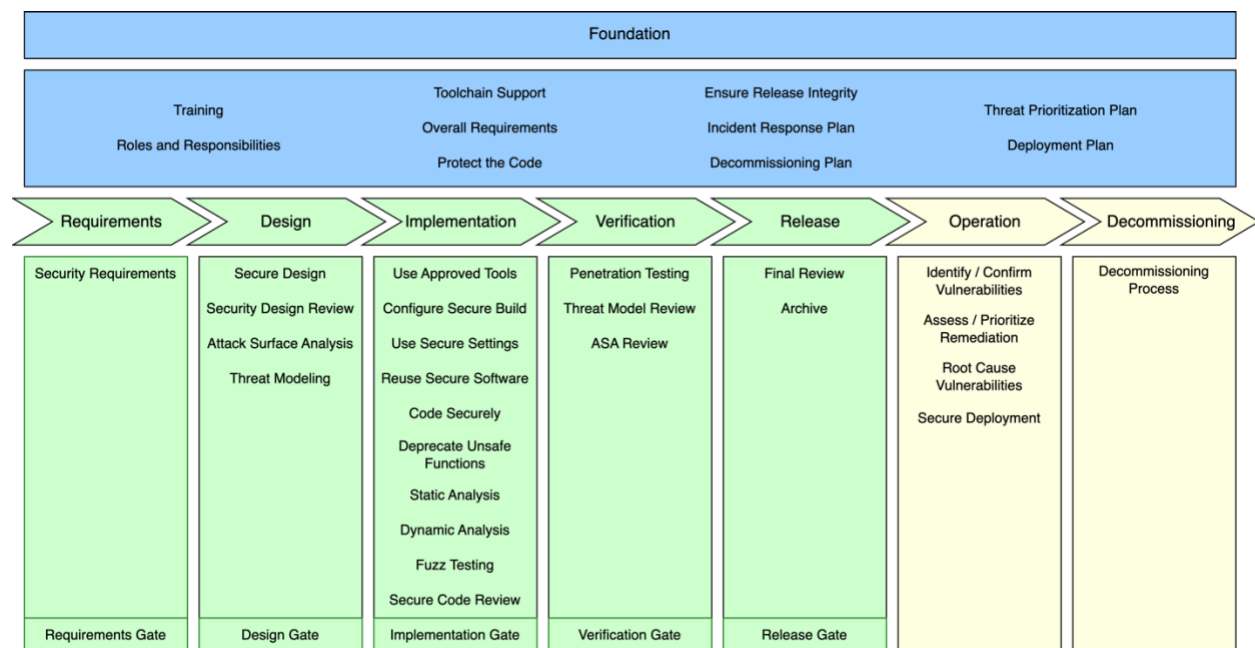 Foundation
Training
Roles and Responsibilities
Toolchain Support
Overall Requirements
Protect the Code
Ensure Release Integrity
Incident Response Plan
Decommissioning Plan
Threat Prioritization Plan
Deployment Plan
Requirements
Design
Implementation
Verification
Release
Operation
Decommissioning
Security Requirements
Requirements Gate
Secure Design
Security Design Review
Attack Surface Analysis
Threat Modeling
Design Gate
Use Approved Tools
Configure Secure Build
Use Secure Settings
Reuse Secure Software
Code Securely
Deprecate Unsafe
Functions
Static Analysis
Dynamic Analysis
Fuzz Testing
Secure Code Review
Implementation Gate
Penetration Testing
Threat Model Review
ASA Review
Verification Gate
Final Review
Archive
Release Gate
Identify / Confirm
Vulnerabilities
Assess / Prioritize
Remediation
Root Cause
Vulnerabilities
Secure Deployment
Decommissioning
Process